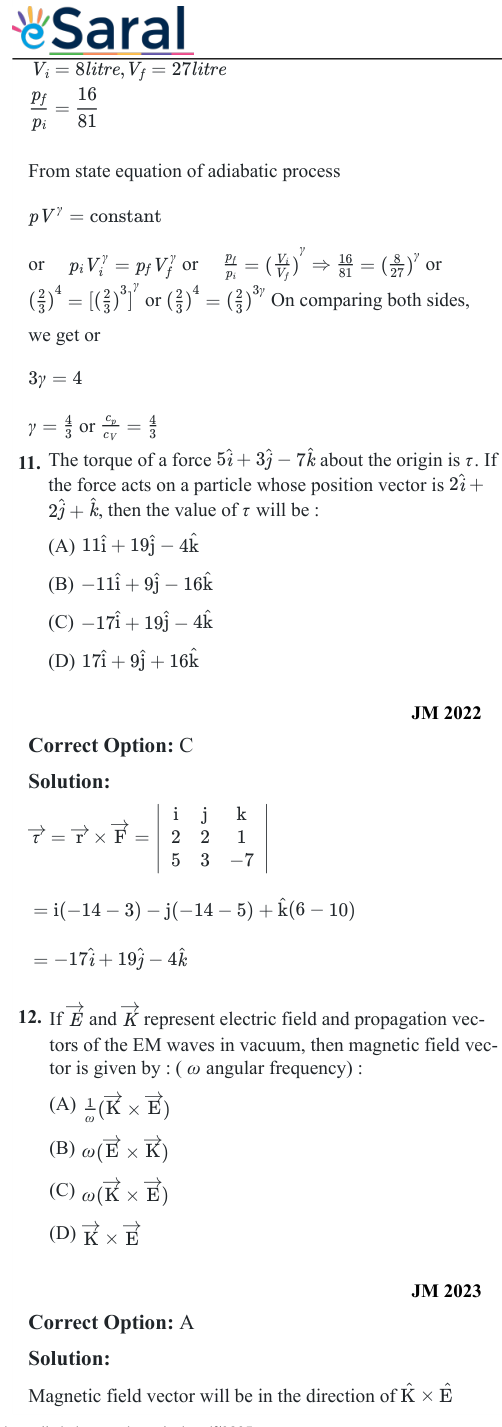 eSaral
V_i = 8litre, V_f = 27litre
p_f/p_i = 16/81
From state equation of adiabatic process
pV^γ = constant
or p_i V_i^γ = p_f V_f^γ or p_f/p_i = (V_i/V_f)^γ ⇒ 16/81 = (8/27)^γ or
(2/3)^4 = [(2/3)^3]^γ or (2/3)^4 = (2/3)^{3γ} On comparing both sides,
we get or
3γ = 4
γ = 4/3 or c_p/c_V = 4/3
11. The torque of a force 5î + 3ĵ − 7k̂ about the origin is τ. If
the force acts on a particle whose position vector is 2î +
2ĵ + k̂, then the value of τ will be :
(A) 11î + 19ĵ − 4k̂
(B) −11î + 9ĵ − 16k̂
(C) −17î + 19ĵ − 4k̂
(D) 17î + 9ĵ + 16k̂
JM 2022
Correct Option: C
Solution:
τ⃗ = r⃗ × F⃗ = | i j k |
| 2 2 1 |
| 5 3 −7 |
= i(−14 − 3) − j(−14 − 5) + k̂(6 − 10)
= −17î + 19ĵ − 4k̂
12. If E⃗ and K⃗ represent electric field and propagation vec-
tors of the EM waves in vacuum, then magnetic field vec-
tor is given by : ( ω angular frequency) :
(A) 1/ω (K⃗ × E⃗)
(B) ω(E⃗ × K⃗)
(C) ω(K⃗ × E⃗)
(D) K⃗ × E⃗
JM 2023
Correct Option: A
Solution:
Magnetic field vector will be in the direction of K̂ × Ê